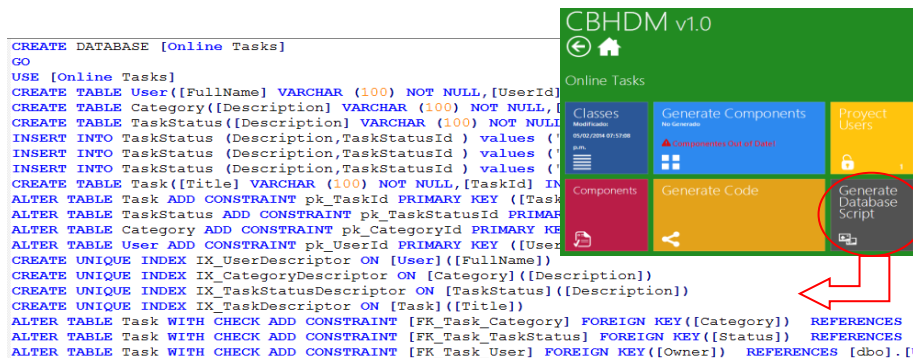 CREATE DATABASE [Online Tasks]
GO
USE [Online Tasks]
CREATE TABLE User([FullName] VARCHAR (100) NOT NULL,[UserId]
CREATE TABLE Category([Description] VARCHAR (100) NOT NULL,[
CREATE TABLE TaskStatus([Description] VARCHAR (100) NOT NULL
INSERT INTO TaskStatus (Description,TaskStatusId ) values ('
INSERT INTO TaskStatus (Description,TaskStatusId ) values ('
INSERT INTO TaskStatus (Description,TaskStatusId ) values ('
CREATE TABLE Task([Title] VARCHAR (100) NOT NULL,[TaskId] IN
ALTER TABLE Task ADD CONSTRAINT pk_TaskId PRIMARY KEY ([Task
ALTER TABLE TaskStatus ADD CONSTRAINT pk_TaskStatusId PRIMAR
ALTER TABLE Category ADD CONSTRAINT pk_CategoryId PRIMARY KE
ALTER TABLE User ADD CONSTRAINT pk_UserId PRIMARY KEY ([User
CREATE UNIQUE INDEX IX_UserDescriptor ON [User]([FullName])
CREATE UNIQUE INDEX IX_CategoryDescriptor ON [Category]([Description])
CREATE UNIQUE INDEX IX_TaskStatusDescriptor ON [TaskStatus]([Description])
CREATE UNIQUE INDEX IX_TaskDescriptor ON [Task]([Title])
ALTER TABLE Task WITH CHECK ADD CONSTRAINT [FK_Task_Category] FOREIGN KEY([Category]) REFERENCES
ALTER TABLE Task WITH CHECK ADD CONSTRAINT [FK_Task_TaskStatus] FOREIGN KEY([Status]) REFERENCES
ALTER TABLE Task WITH CHECK ADD CONSTRAINT [FK_Task_User] FOREIGN KEY([Owner]) REFERENCES [dbo].[
CBHDM v1.0
Online Tasks
Classes
Modificado:
05/02/2014 07:57:08
p.m.
Generate Components
No Generado
Componentes Out of Date!
Proyect
Users
1
Components
Generate Code
Generate
Database
Script